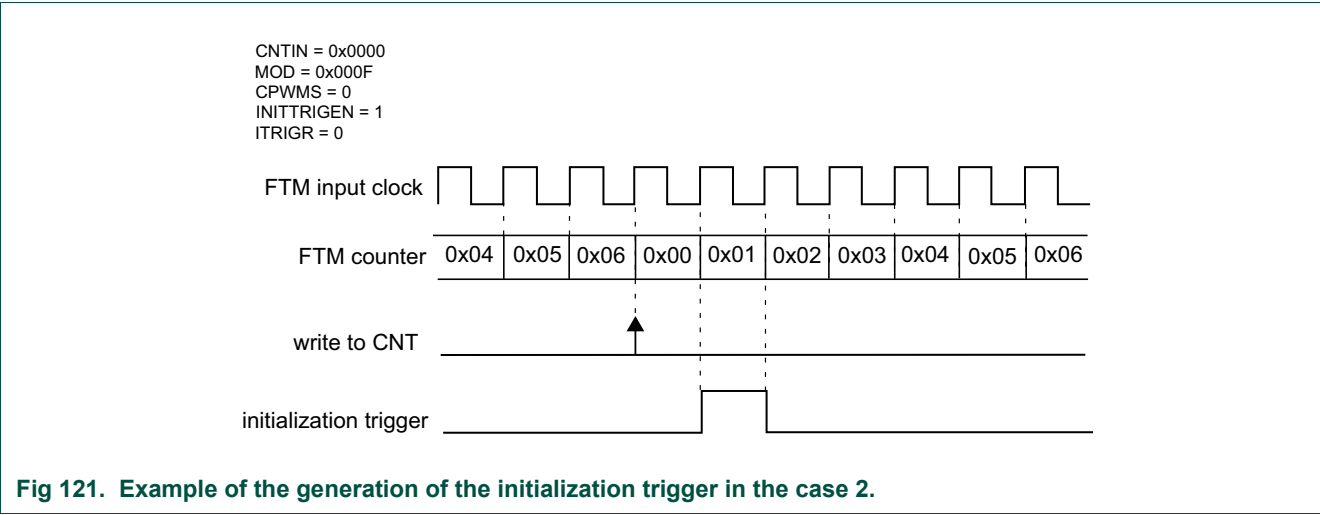 CNTIN = 0x0000
MOD = 0x000F
CPWMS = 0
INITTRIGEN = 1
ITRIGR = 0
FTM input clock
FTM counter 0x04 0x05 0x06 0x00 0x01 0x02 0x03 0x04 0x05 0x06
write to CNT
initialization trigger
Fig 121. Example of the generation of the initialization trigger in the case 2.